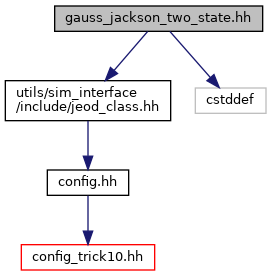 gauss_jackson_two_state.hh
utils/sim_interface
/include/jeod_class.hh
cstddef
config.hh
config_trick10.hh